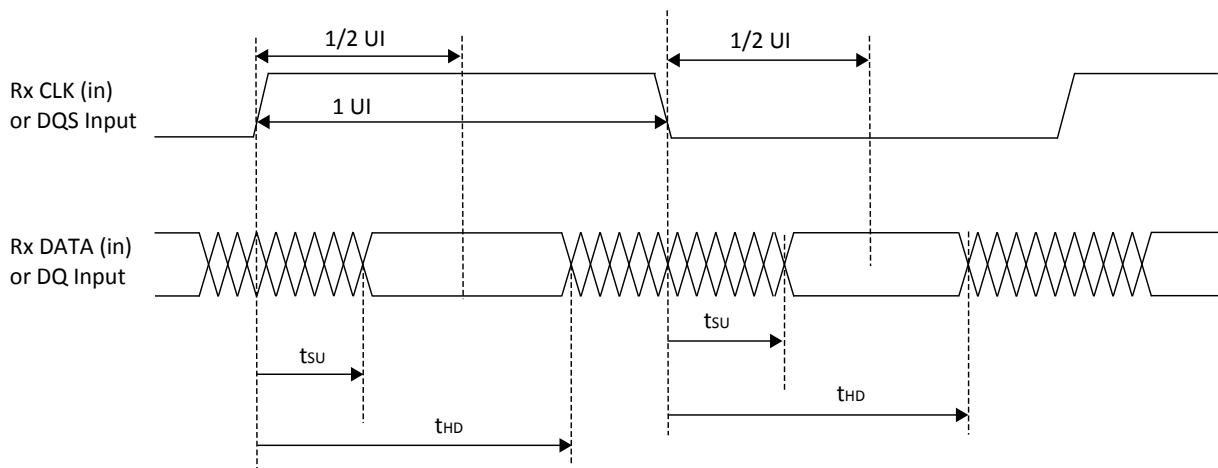 1/2 UI
1/2 UI
Rx CLK (in)
or DQS Input
1 UI
Rx DATA (in)
or DQ Input
tSU
tSU
tHD
tHD